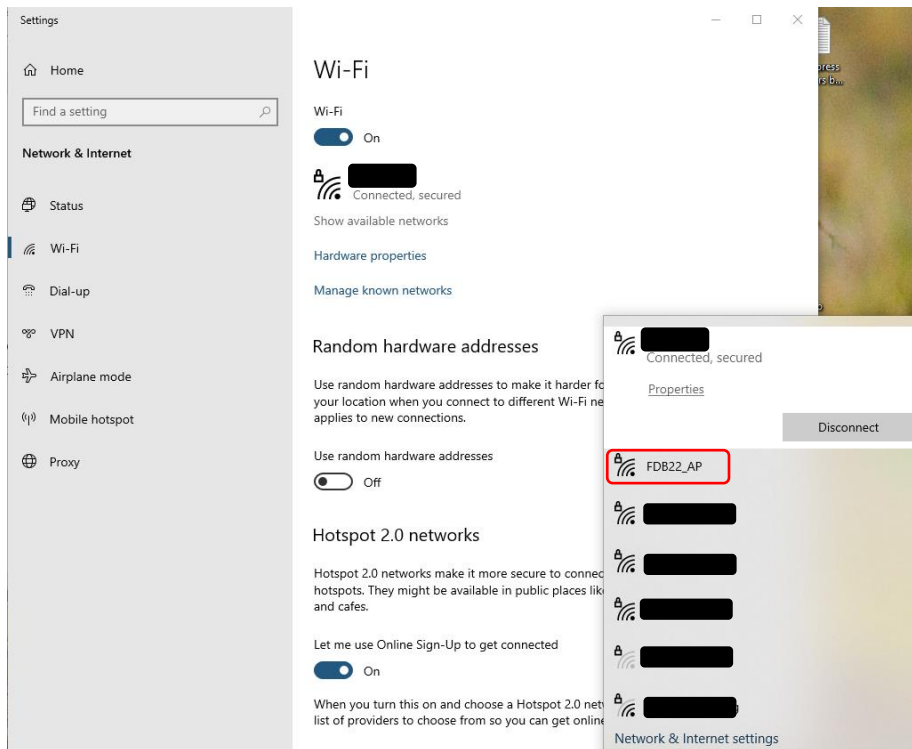 Settings
Home
Find a setting
Network & Internet
Status
Wi-Fi
Dial-up
VPN
Airplane mode
Mobile hotspot
Proxy
Wi-Fi
Wi-Fi
On
Connected, secured
Show available networks
Hardware properties
Manage known networks
Random hardware addresses
Use random hardware addresses to make it harder
your location when you connect to different Wi-Fi
applies to new connections.
Use random hardware addresses
Off
Hotspot 2.0 networks
Hotspot 2.0 networks make it more secure to
hotspots. They might be available in public places
and cafes.
Let me use Online Sign-Up to get connected
On
When you turn this on and choose a Hotspot 2.0
list of providers to choose from so you can get
Connected, secured
Properties
Disconnect
FDB22_AP
Network & Internet settings